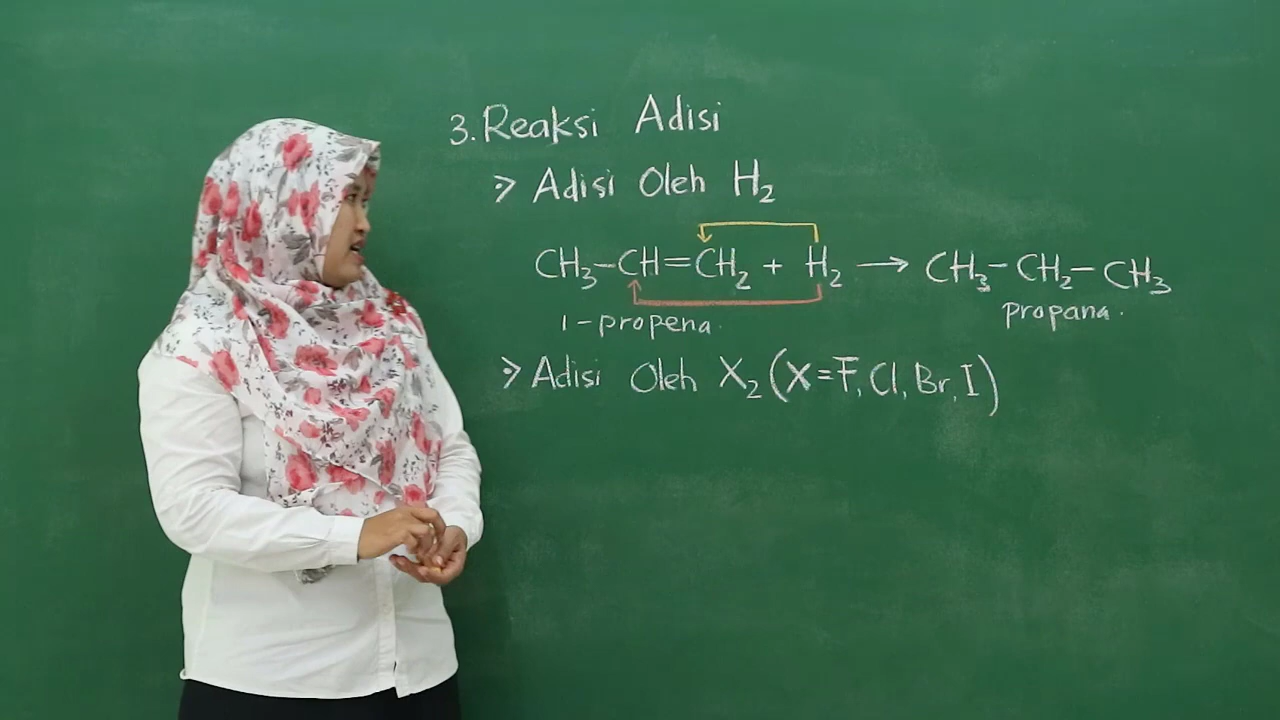 3. Reaksi Adisi
> Adisi Oleh H₂
CH₃-CH=CH₂ + H₂ → CH₃-CH₂-CH₃
1-propena. propana.
> Adisi Oleh X₂ (X=F, Cl, Br, I)